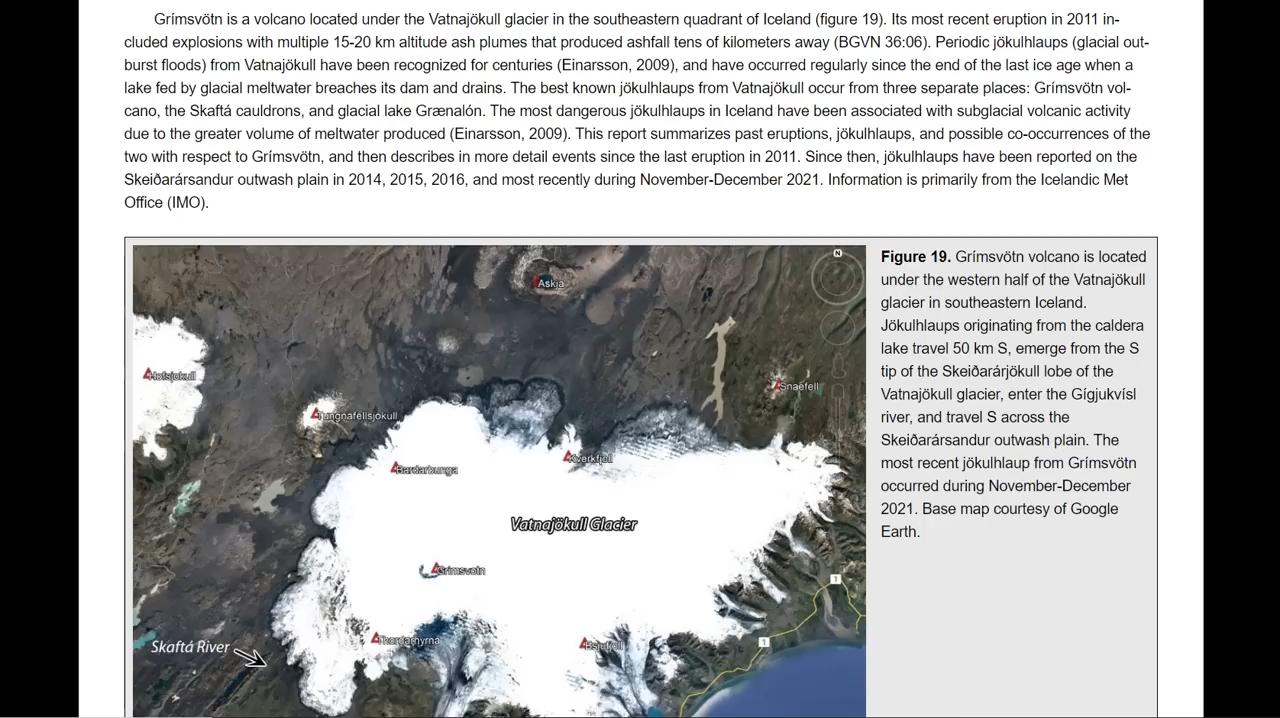 Grímsvötn is a volcano located under the Vatnajökull glacier in the southeastern quadrant of Iceland (figure 19). Its most recent eruption in 2011 in-
cluded explosions with multiple 15-20 km altitude ash plumes that produced ashfall tens of kilometers away (BGVN 36:06). Periodic jökulhlaups (glacial out-
burst floods) from Vatnajökull have been recognized for centuries (Einarsson, 2009), and have occurred regularly since the end of the last ice age when a
lake fed by glacial meltwater breaches its dam and drains. The best known jökulhlaups from Vatnajökull occur from three separate places: Grímsvötn vol-
cano, the Skaftá cauldrons, and glacial lake Grænalón. The most dangerous jökulhlaups in Iceland have been associated with subglacial volcanic activity
due to the greater volume of meltwater produced (Einarsson, 2009). This report summarizes past eruptions, jökulhlaups, and possible co-occurrences of the
two with respect to Grímsvötn, and then describes in more detail events since the last eruption in 2011. Since then, jökulhlaups have been reported on the
Skeiðarársandur outwash plain in 2014, 2015, 2016, and most recently during November-December 2021. Information is primarily from the Icelandic Met
Office (IMO).
N
Askja
Hofsjokull
Snaefell
Tungnafellsjokull
Kverkfjoll
Bardarbunga
Vatnajökull Glacier
Grimsvotn
1
Thordarhyrna
1
Esjufjoll
Skaftá River
Figure 19. Grímsvötn volcano is located
under the western half of the Vatnajökull
glacier in southeastern Iceland.
Jökulhlaups originating from the caldera
lake travel 50 km S, emerge from the S
tip of the Skeiðarárjökull lobe of the
Vatnajökull glacier, enter the Gígjukvísl
river, and travel S across the
Skeiðarársandur outwash plain. The
most recent jökulhlaup from Grímsvötn
occurred during November-December
2021. Base map courtesy of Google
Earth.